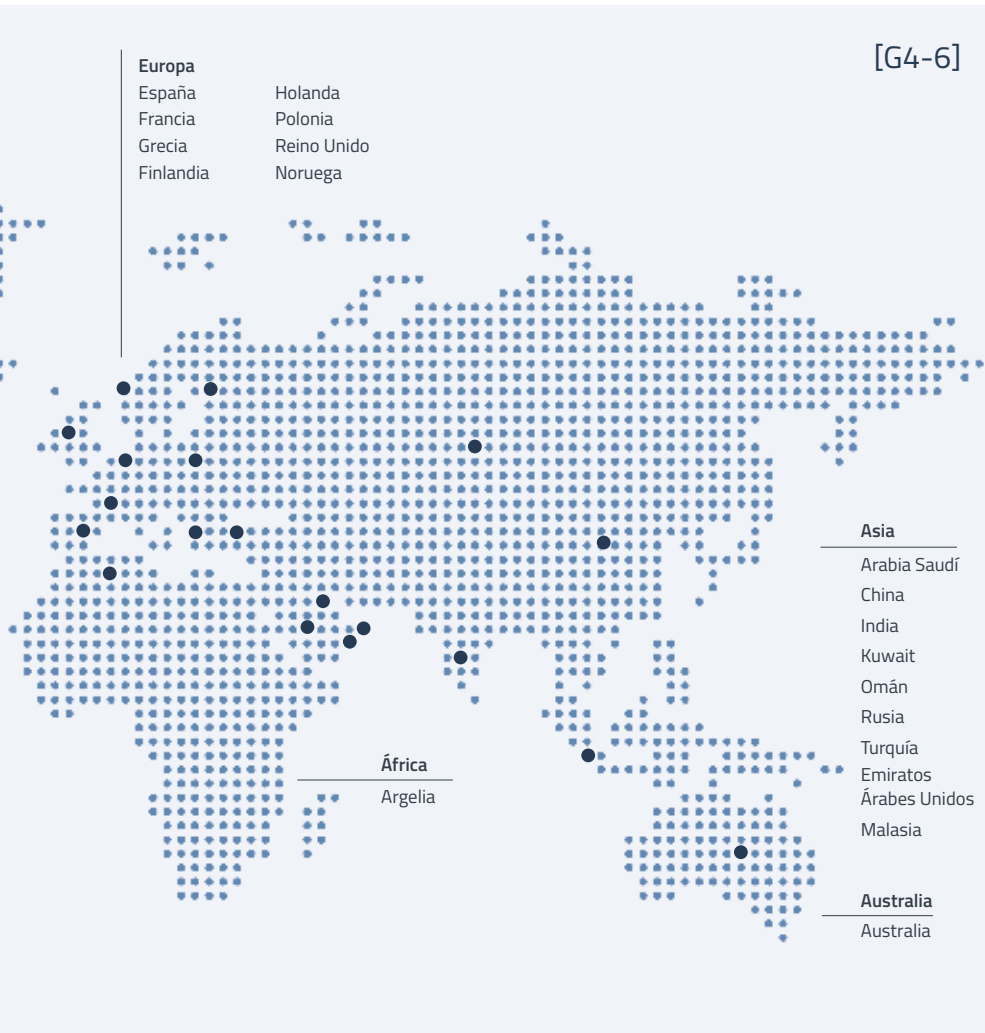 [G4-6]
Europa
España
Francia
Grecia
Finlandia
Holanda
Polonia
Reino Unido
Noruega
Asia
Arabia Saudí
China
India
Kuwait
Omán
Rusia
Turquía
Emiratos
Árabes Unidos
Malasia
África
Argelia
Australia
Australia